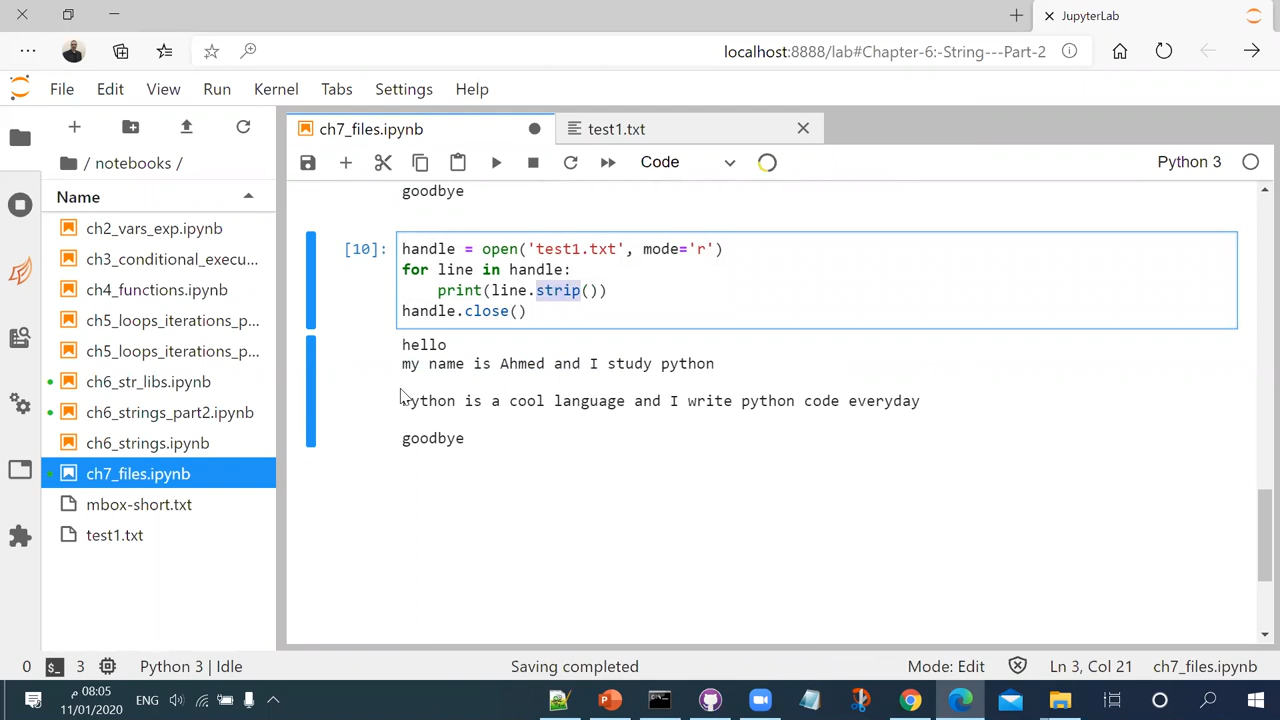 JupyterLab
localhost:8888/lab#Chapter-6:-String---Part-2
File Edit View Run Kernel Tabs Settings Help
ch7_files.ipynb
test1.txt
/ notebooks /
Code
Python 3
Name
ch2_vars_exp.ipynb
ch3_conditional_execu...
ch4_functions.ipynb
ch5_loops_iterations_p...
ch5_loops_iterations_p...
ch6_str_libs.ipynb
ch6_strings_part2.ipynb
ch6_strings.ipynb
ch7_files.ipynb
mbox-short.txt
test1.txt
goodbye
[10]: handle = open('test1.txt', mode='r')
for line in handle:
print(line.strip())
handle.close()
hello
my name is Ahmed and I study python
python is a cool language and I write python code everyday
goodbye
0 $_ 3 Python 3 | Idle Saving completed Mode: Edit Ln 3, Col 21 ch7_files.ipynb
08:05 م
11/01/2020
ENG